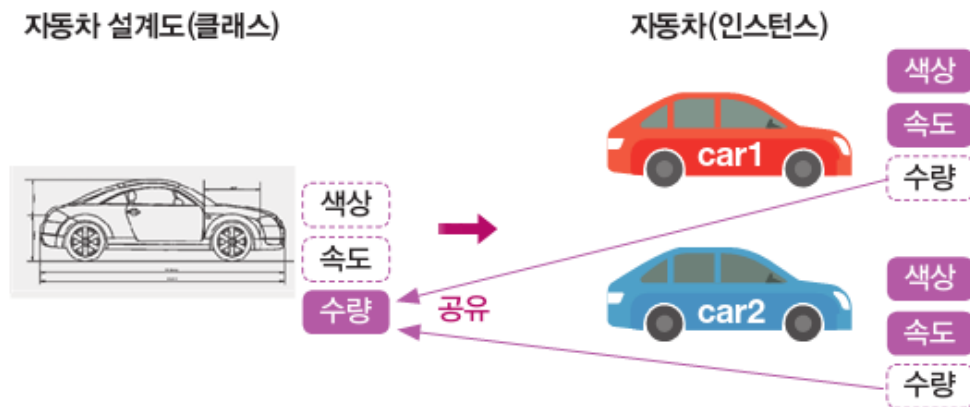 자동차 설계도(클래스)
자동차(인스턴스)
색상
속도
수량
색상
속도
수량
공유
car1
car2
색상
속도
수량